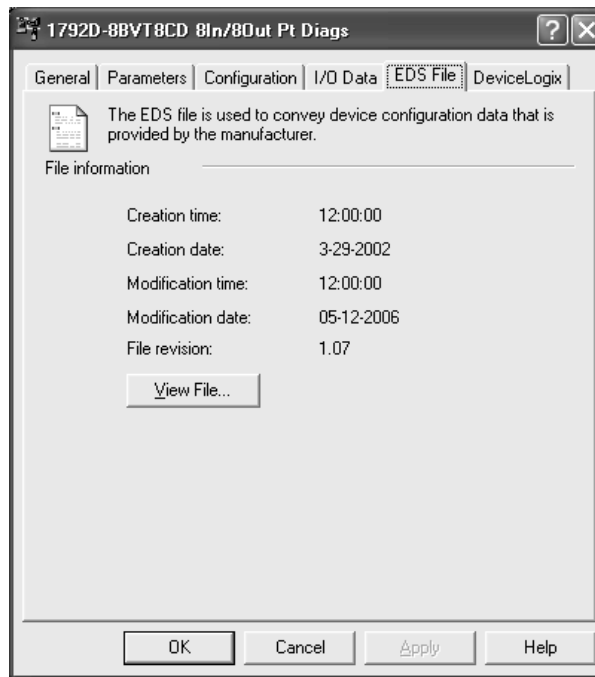 1792D-8BVT8CD 8In/8Out Pt Diags
General Parameters Configuration I/O Data EDS File DeviceLogix
The EDS file is used to convey device configuration data that is
provided by the manufacturer.
File information
Creation time: 12:00:00
Creation date: 3-29-2002
Modification time: 12:00:00
Modification date: 05-12-2006
File revision: 1.07
View File...
OK Cancel Apply Help